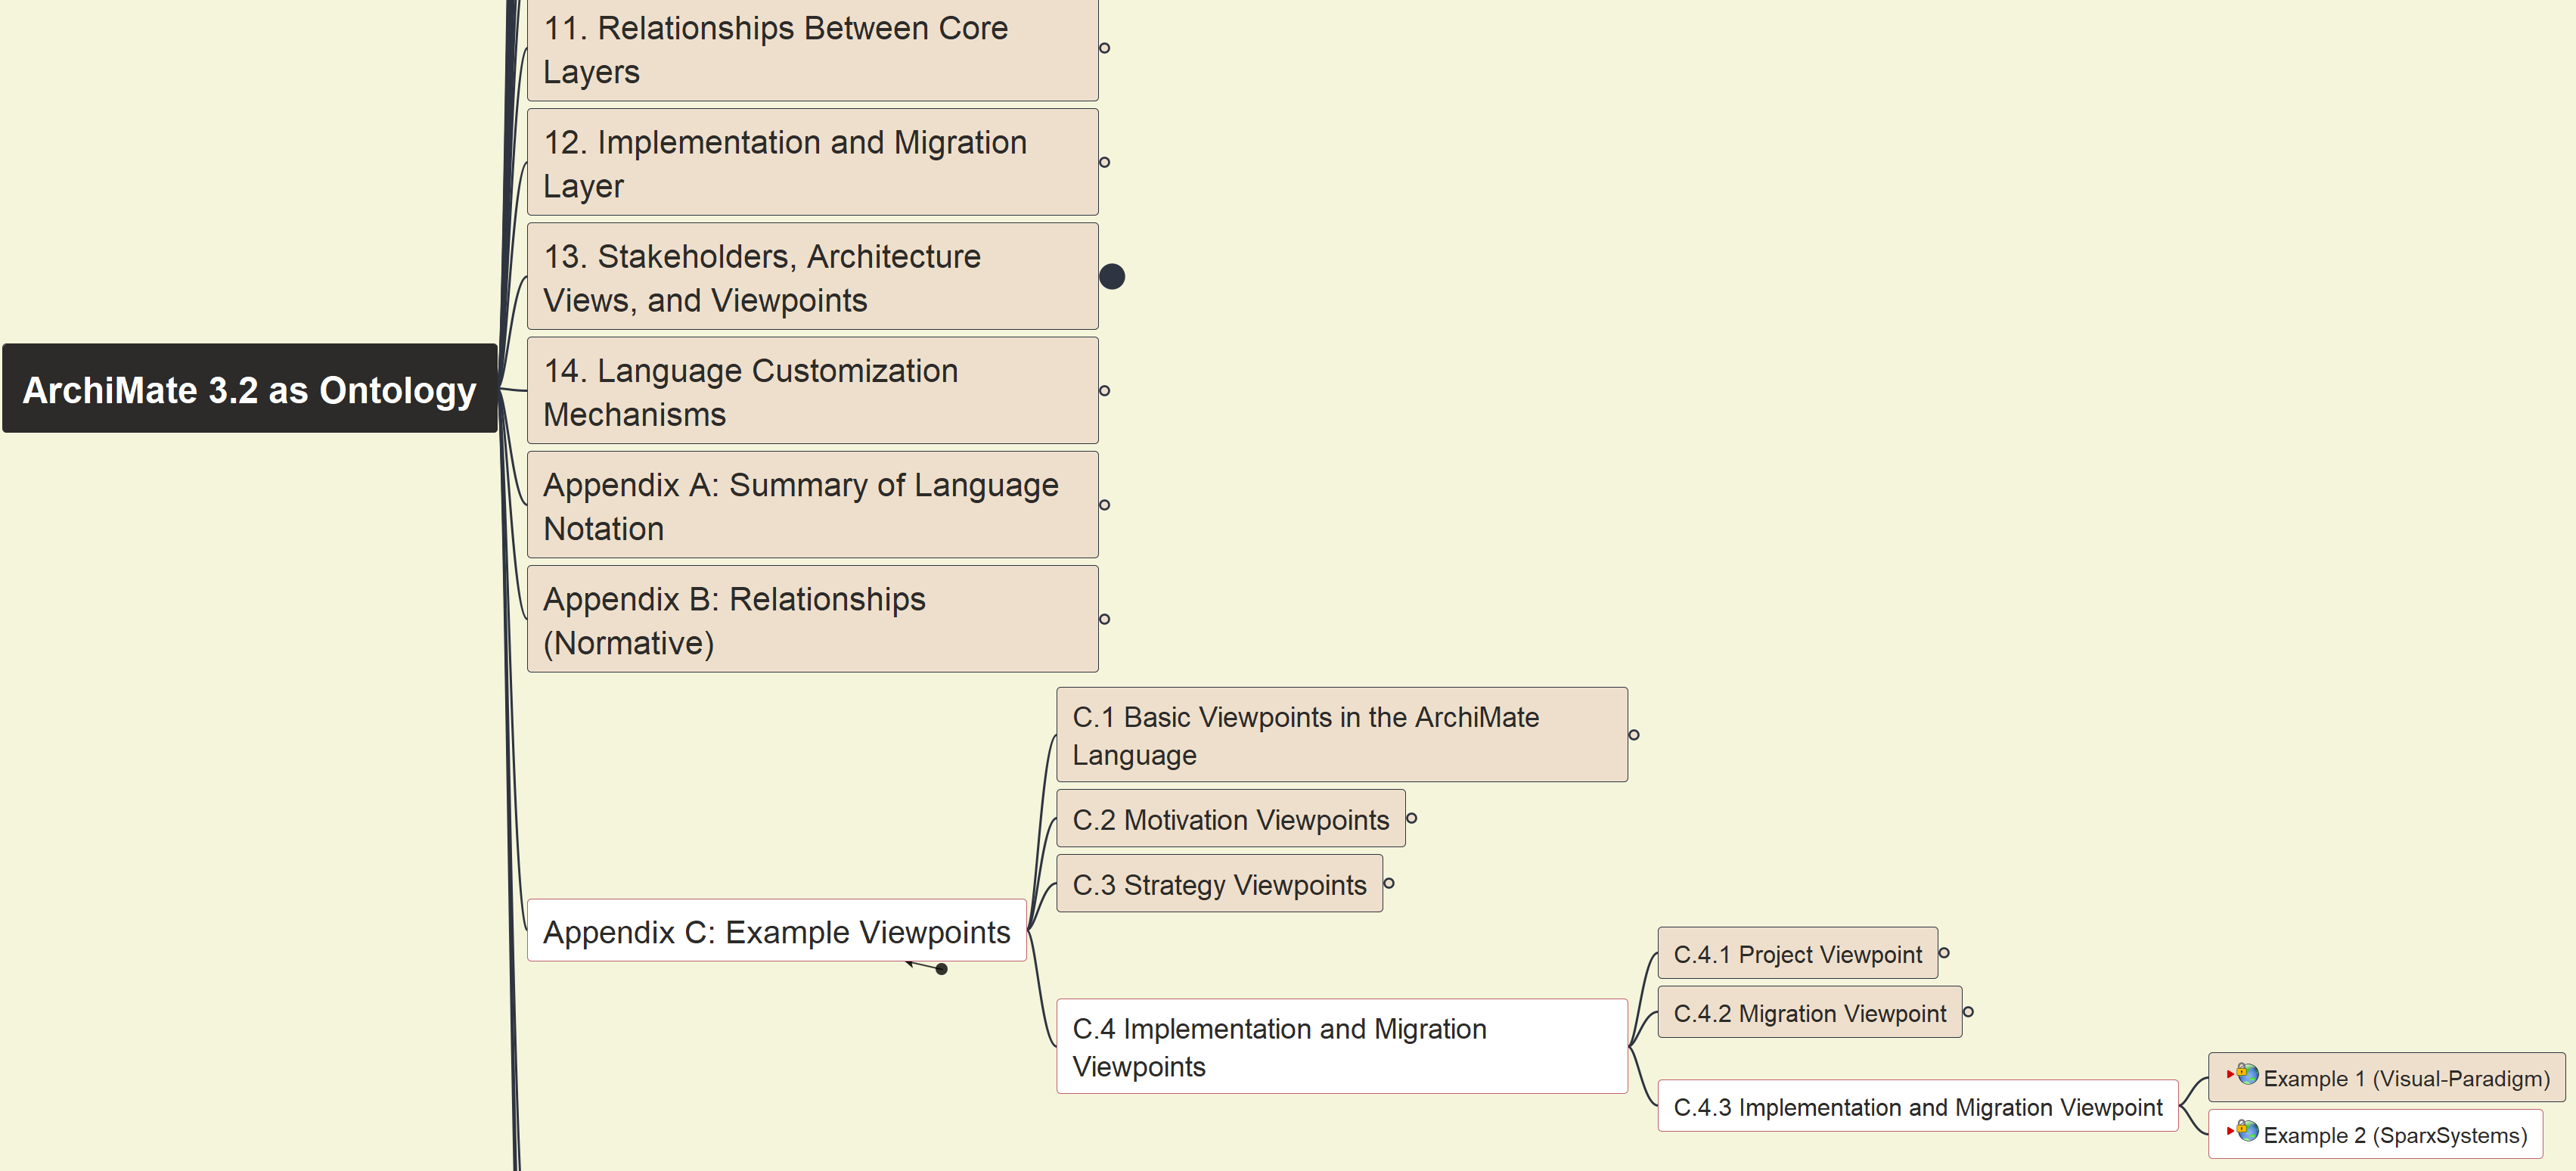 11. Relationships Between Core
Layers
12. Implementation and Migration
Layer
13. Stakeholders, Architecture
Views, and Viewpoints
ArchiMate 3.2 as Ontology
14. Language Customization
Mechanisms
Appendix A: Summary of Language
Notation
Appendix B: Relationships
(Normative)
Appendix C: Example Viewpoints
C.1 Basic Viewpoints in the ArchiMate
Language
C.2 Motivation Viewpoints
C.3 Strategy Viewpoints
C.4 Implementation and Migration
Viewpoints
C.4.1 Project Viewpoint
C.4.2 Migration Viewpoint
C.4.3 Implementation and Migration Viewpoint
Example 1 (Visual-Paradigm)
Example 2 (SparxSystems)